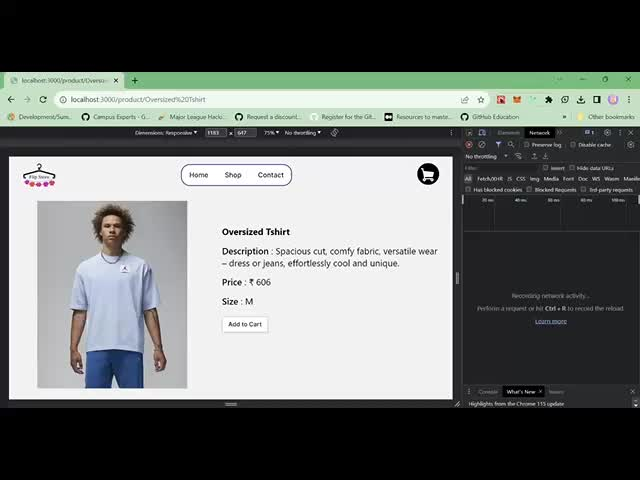 localhost:3000/product/Oversi
localhost:3000/product/Oversized%20Tshirt
Development/Sum...
Campus Experts - G...
Major League Hacki...
Request a discount...
Register for the Git...
Resources to maste...
GitHub Education
»
Other bookmarks
Dimensions: Responsive ▼ 1183 x 647 75% ▼ No throttling ▼
Elements Network »
Preserve log Disable cache
No throttling
Filter Invert Hide data URLs
All Fetch/XHR JS CSS Img Media Font Doc WS Wasm Manifes
Has blocked cookies Blocked Requests 3rd-party requests
20 ms 40 ms 60 ms 80 ms 100 ms
Flip Store
Home Shop Contact
Oversized Tshirt
Description : Spacious cut, comfy fabric, versatile wear
– dress or jeans, effortlessly cool and unique.
Price : ₹ 606
Size : M
Add to Cart
Recording network activity...
Perform a request or hit Ctrl + R to record the reload.
Learn more
Console What's New Issues
Highlights from the Chrome 115 update